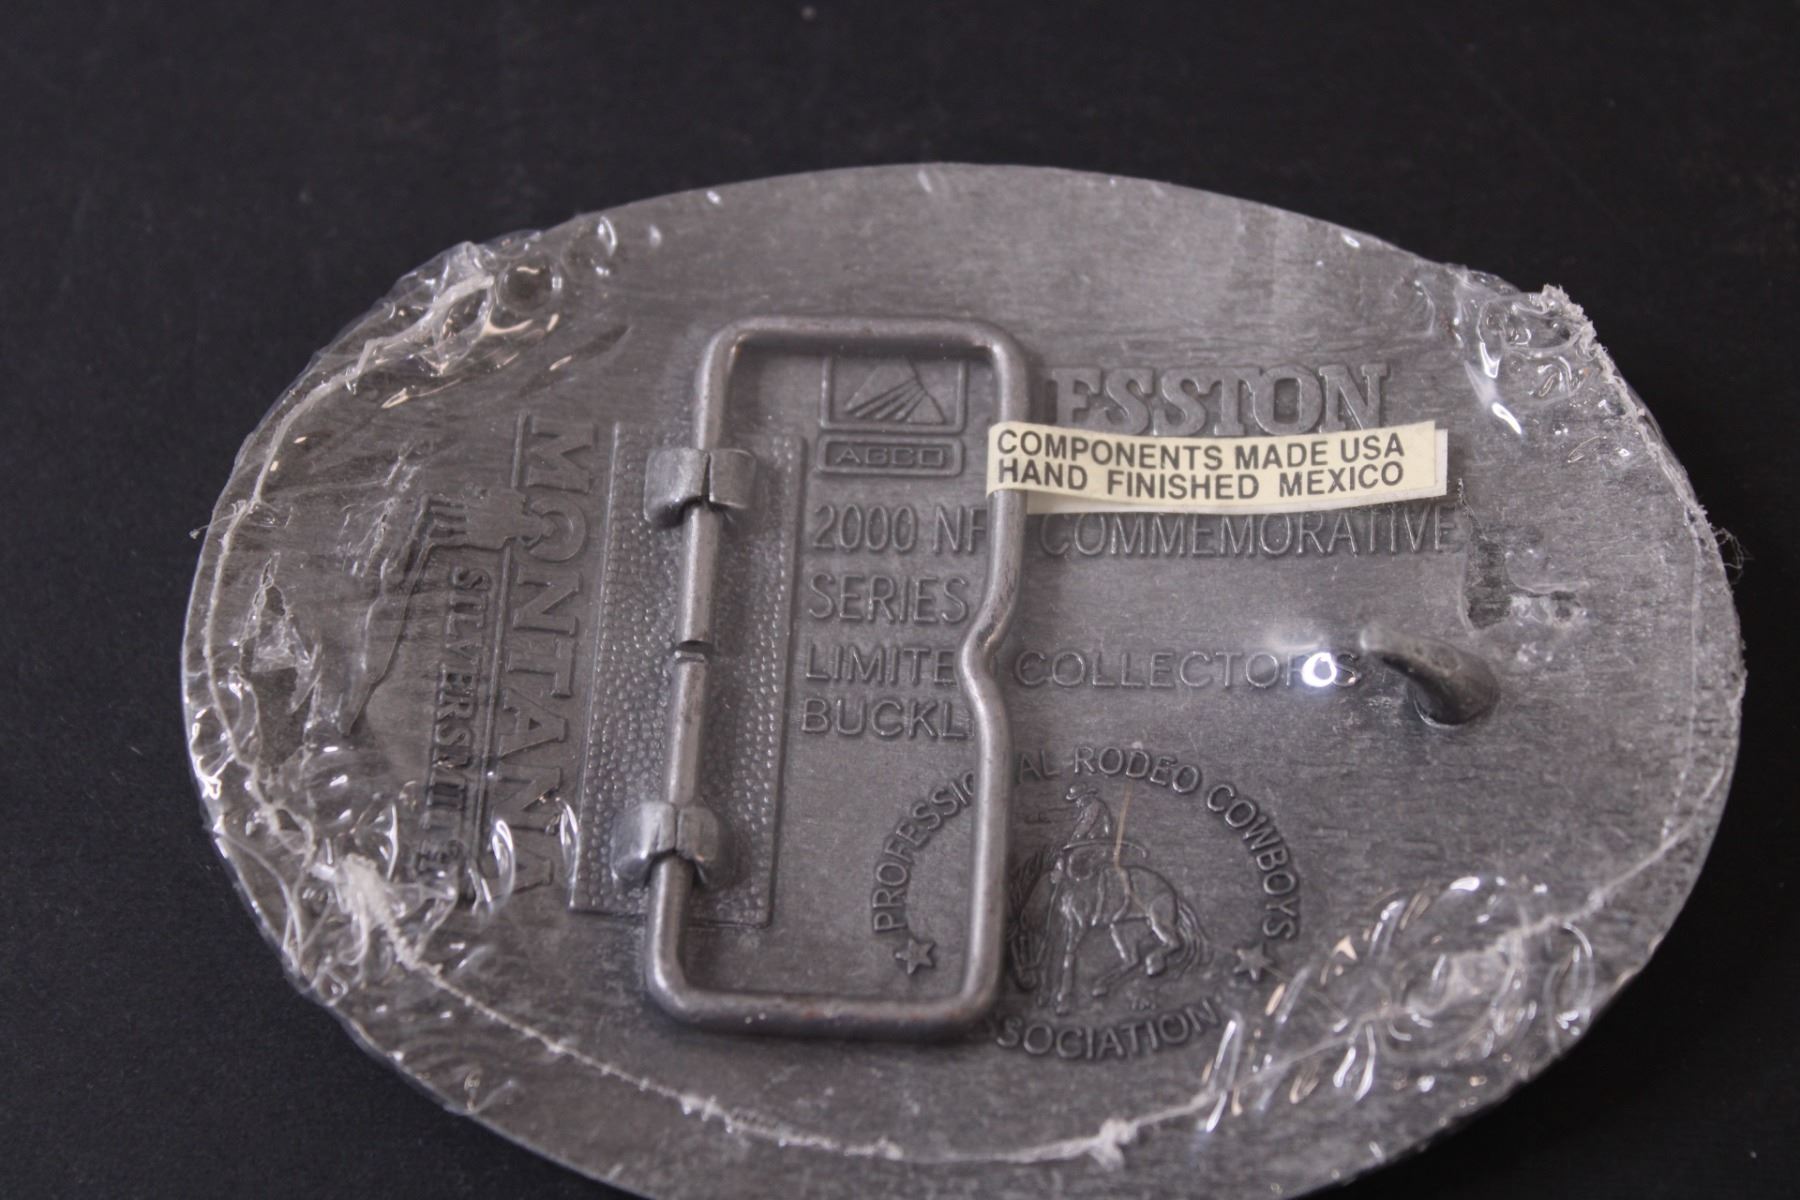 ESSTON
AGCO
COMPONENTS MADE USA
HAND FINISHED MEXICO
2000 NF COMMEMORATIVE
SERIES
LIMITE COLLECTORS
BUCKL
PROFESSIONAL RODEO COWBOYS
SSOCIATION
MONTANA
SILVERSMITHS